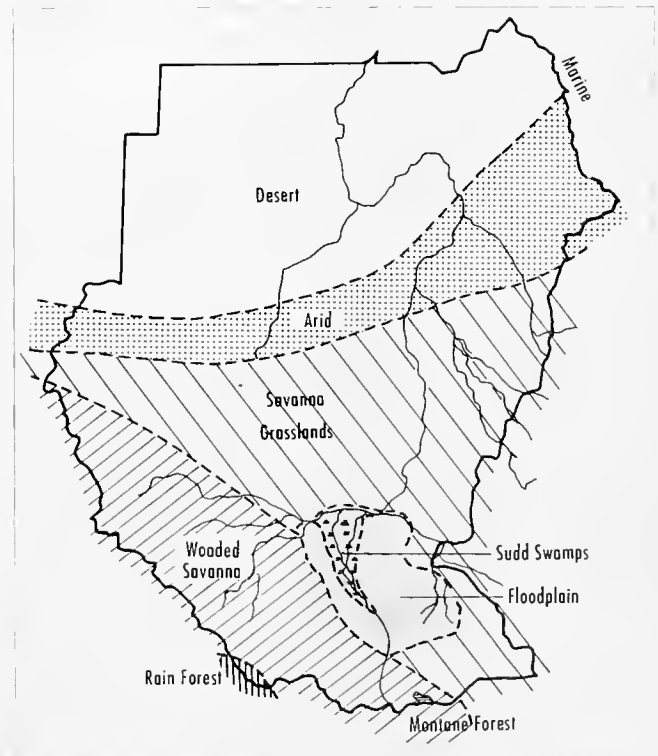 Marine
Desert
Arid
Savanna
Grasslands
Wooded
Savanna
Sudd Swamps
Floodplain
Rain Forest
Montane Forest